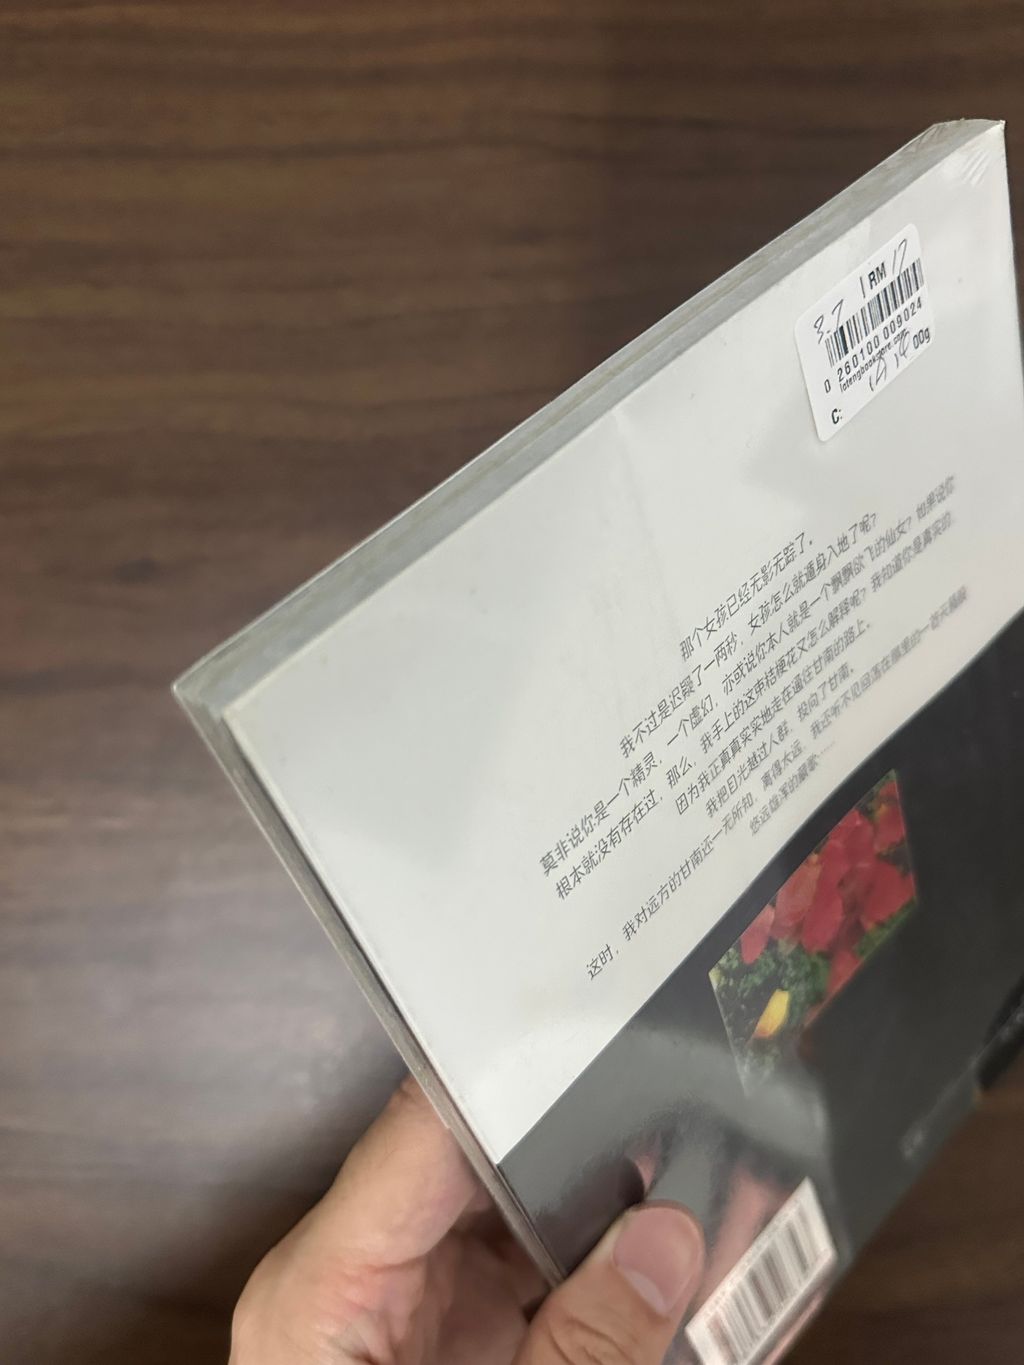 RM 17
3.7
0 260100 009024
C: 00g
那个女孩已经无影无踪了。
我不过是迟疑了一两秒，女孩怎么就遁身入地了呢？
莫非说你是一个精灵，一个虚幻，亦或说你本人就是一个飘飘欲飞的仙女？如果说你
根本就没有存在过，那么，我手上的这束桔梗花又怎么解释呢？我知道你是真实的，
因为我正真真实实地走在通往甘南的路上。
我把目光越过人群，投向了甘南。
这时，我对远方的甘南还一无所知，离得太远，我还听不见回荡在那里的一首天籁般
悠远雄浑的藏歌……